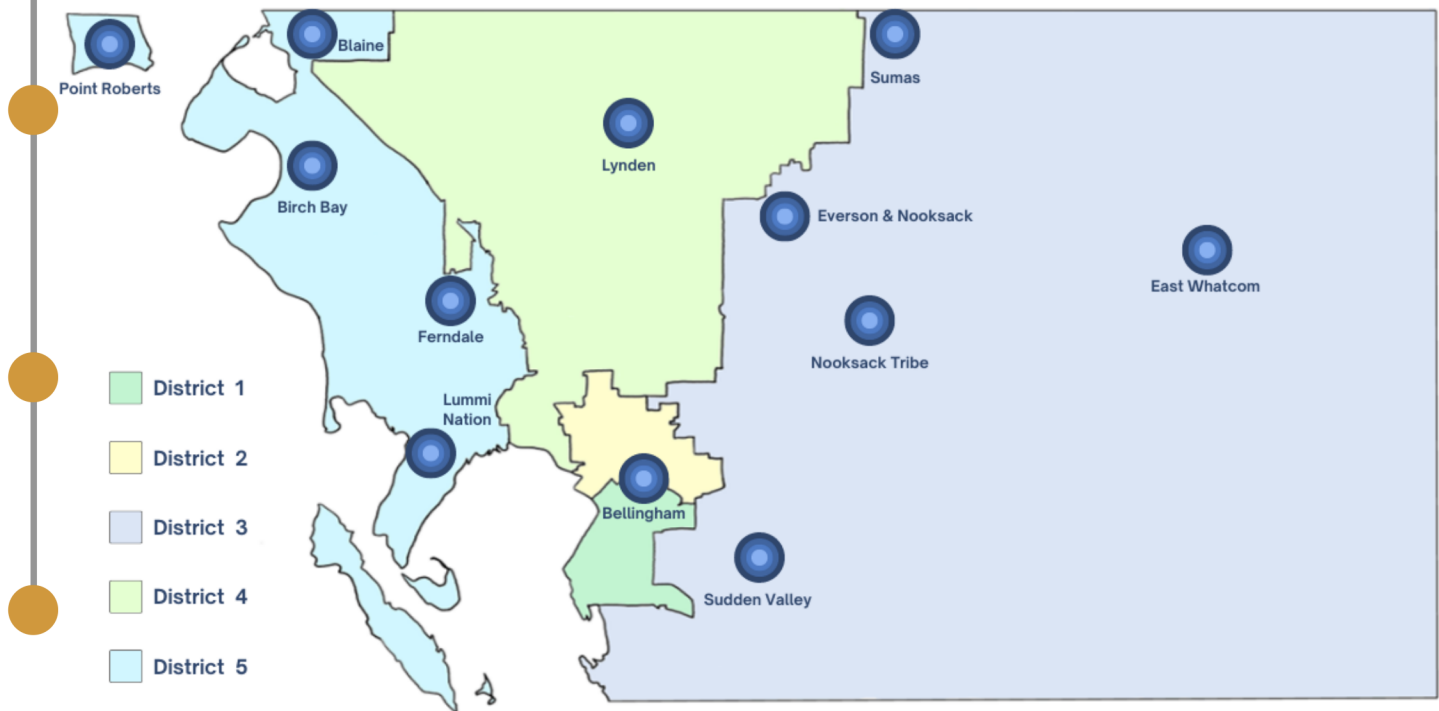 Blaine
Point Roberts
Sumas
Lynden
Birch Bay
Everson & Nooksack
East Whatcom
Ferndale
Nooksack Tribe
Lummi
Nation
Bellingham
Sudden Valley
District 1
District 2
District 3
District 4
District 5